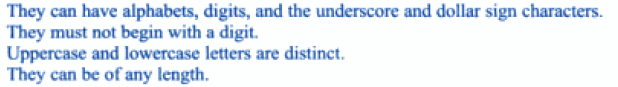 They can have alphabets, digits, and the underscore and dollar sign characters.
They must not begin with a digit.
Uppercase and lowercase letters are distinct.
They can be of any length.